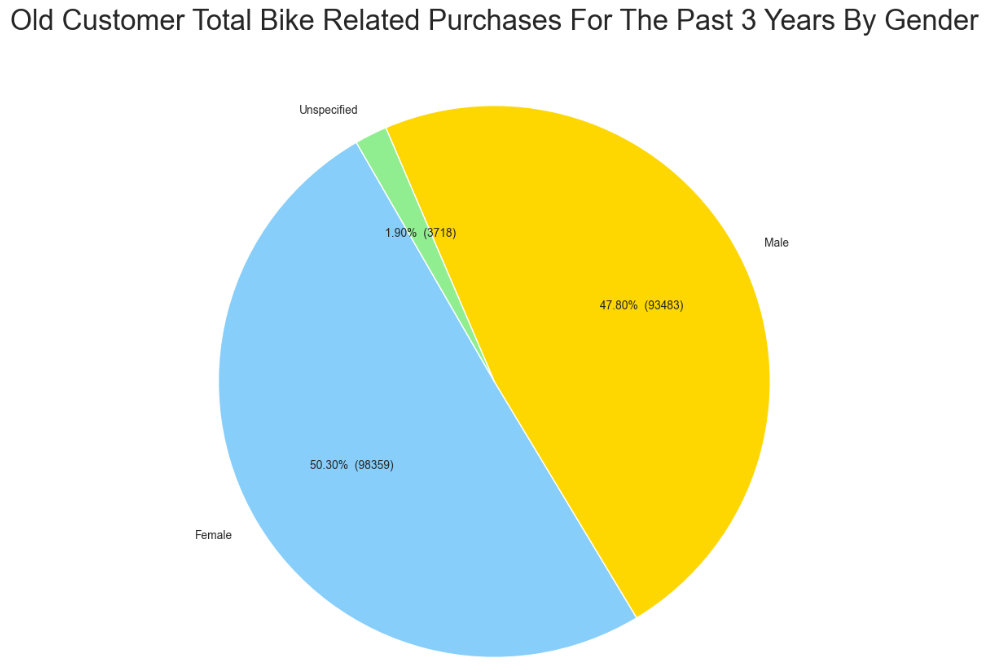 Old Customer Total Bike Related Purchases For The Past 3 Years By Gender
Unspecified
1.90% (3718)
Male
47.80% (93483)
50.30% (98359)
Female